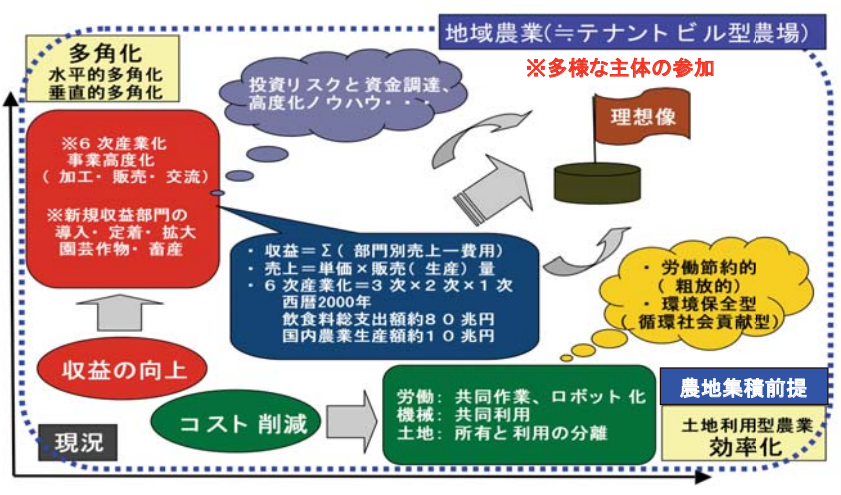 地域農業(≒テナントビル型農場)
※多様な主体の参加
多角化
水平的多角化
垂直的多角化
投資リスクと資金調達、
高度化ノウハウ・・・
理想像
※6次産業化
事業高度化
(加工・販売・交流)
※新規収益部門の
導入・定着・拡大
園芸作物・畜産
・収益=Σ(部門別売上ー費用)
・売上=単価×販売(生産)量
・6次産業化=3次×2次×1次
西暦2000年
飲食料総支出額約80兆円
国内農業生産額約10兆円
・労働節約的
(粗放的)
・環境保全型
(循環社会貢献型)
収益の向上
コスト削減
労働:共同作業、ロボット化
機械:共同利用
土地:所有と利用の分離
農地集積前提
土地利用型農業
効率化
現況